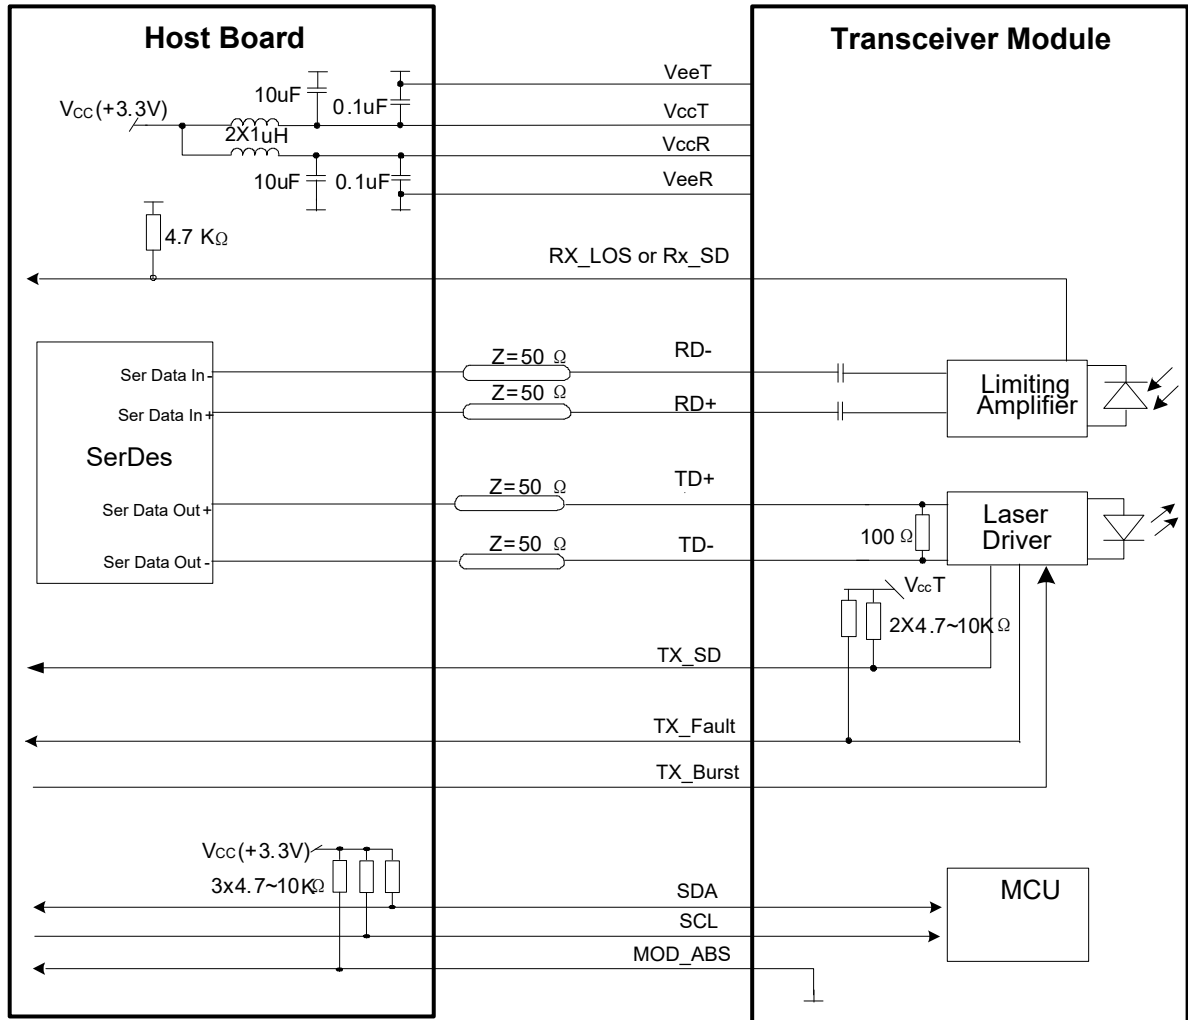 Host Board
Transceiver Module
VeeT
10uF
0.1uF
Vcc(+3.3V)
VccT
2X1uH
VccR
10uF
0.1uF
VeeR
4.7 KΩ
RX_LOS or Rx_SD
Z=50 Ω
RD-
Ser Data In-
Z=50 Ω
RD+
Ser Data In+
Limiting
Amplifier
SerDes
Z=50 Ω
TD+
Ser Data Out+
100 Ω
Laser
Driver
Z=50 Ω
TD-
Ser Data Out-
VccT
2X4.7~10KΩ
TX_SD
TX_Fault
TX_Burst
Vcc(+3.3V)
3x4.7~10KΩ
SDA
MCU
SCL
MOD_ABS